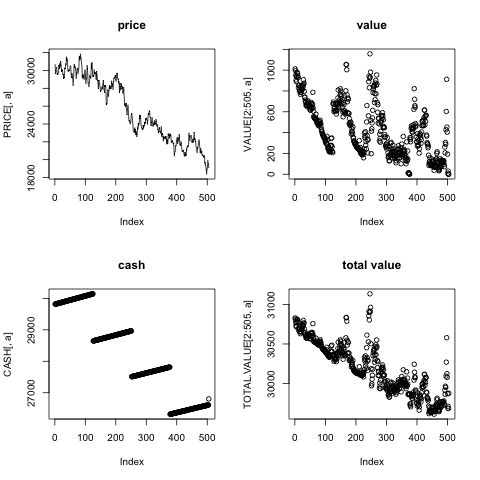 price
PRICE[, a]
30000
24000
18000
0 100 200 300 400 500
Index
value
VALUE[2:505, a]
1000
600
200
0
0 100 200 300 400 500
Index
cash
CASH[, a]
29000
27000
0 100 200 300 400 500
Index
total value
TOTAL.VALUE[2:505, a]
31000
30500
30000
0 100 200 300 400 500
Index